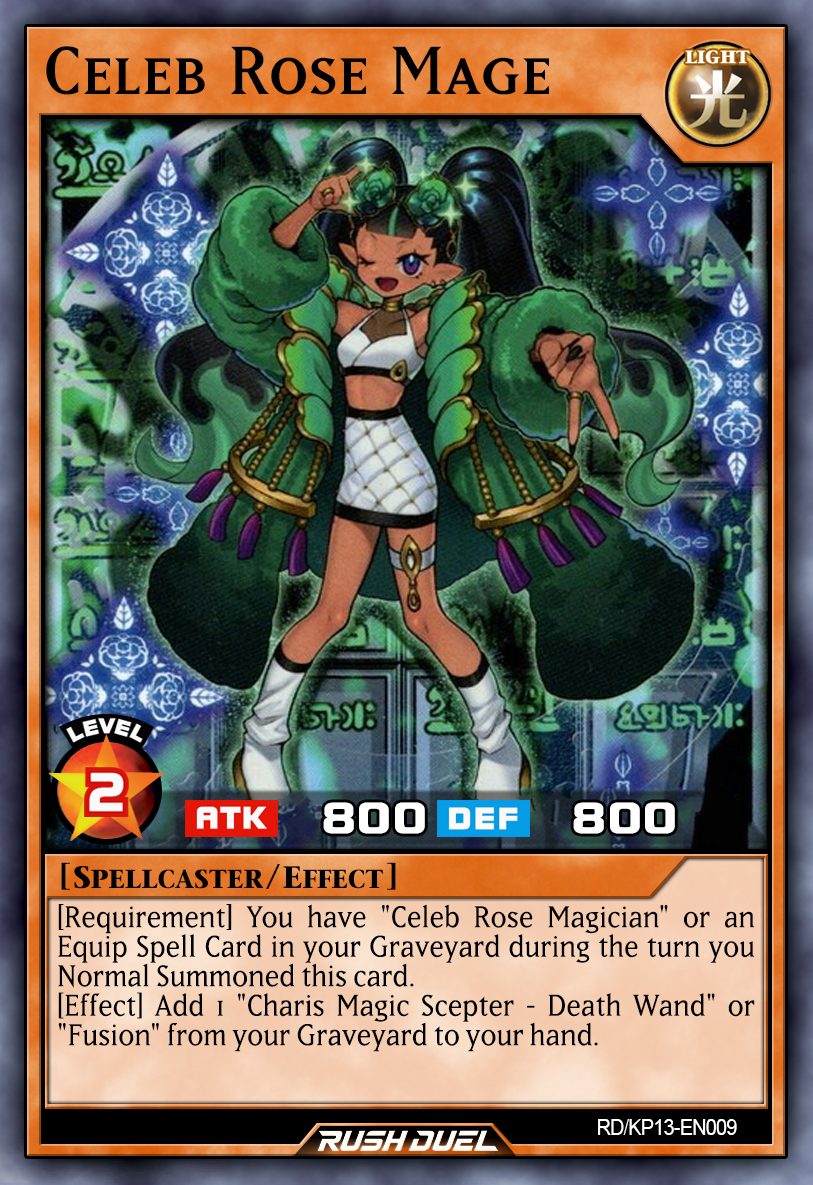 Celeb Rose Mage
LIGHT
光
LEVEL
2
ATK 800 DEF 800
[Spellcaster/Effect]
[Requirement] You have "Celeb Rose Magician" or an
Equip Spell Card in your Graveyard during the turn you
Normal Summoned this card.
[Effect] Add 1 "Charis Magic Scepter - Death Wand" or
"Fusion" from your Graveyard to your hand.
RD/KP13-EN009
RUSH DUEL